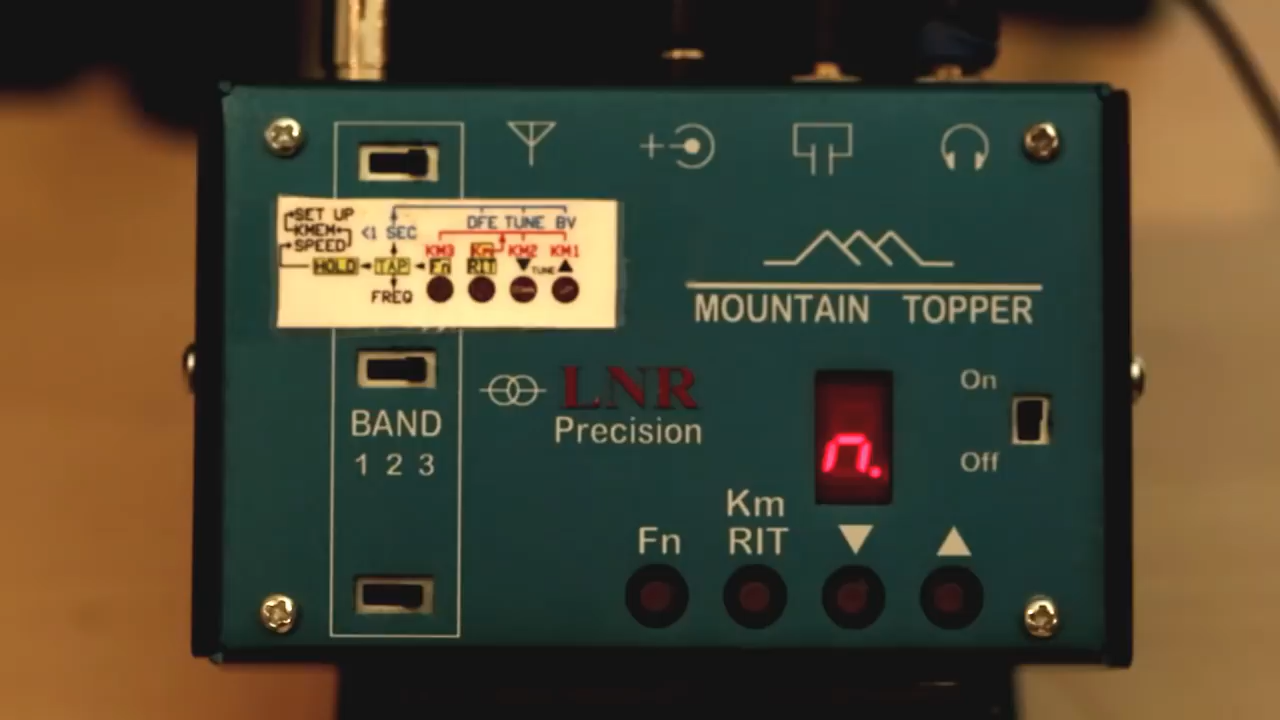 SET UP
KMEM
SPEED
<1 SEC
DFE TUNE BV
KM3 Km KM2 KM1
HOLD TAP Fn RIT TUNE
FREQ
MOUNTAIN TOPPER
LNR
Precision
BAND
1 2 3
On
Off
n.
Km
Fn RIT